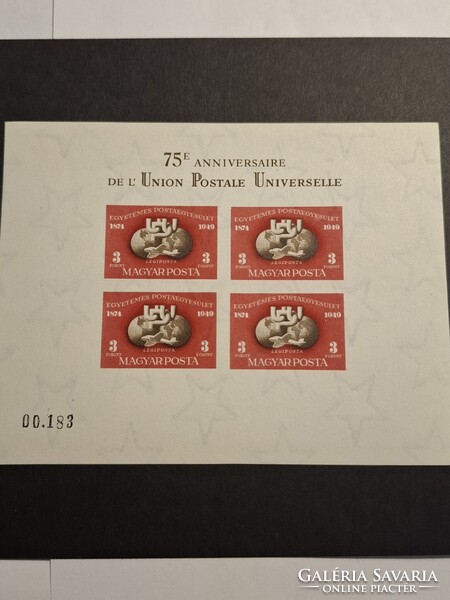 75E ANNIVERSAIRE
DE L' UNION POSTALE UNIVERSELLE
EGYETEMES POSTAEGYESÜLET
1874 1949
LÉGIPOSTA
3 FORINT 3 FORINT
MAGYAR POSTA
EGYETEMES POSTAEGYESÜLET
1874 1949
LÉGIPOSTA
3 FORINT 3 FORINT
MAGYAR POSTA
EGYETEMES POSTAEGYESÜLET
1874 1949
LÉGIPOSTA
3 FORINT 3 FORINT
MAGYAR POSTA
EGYETEMES POSTAEGYESÜLET
1874 1949
LÉGIPOSTA
3 FORINT 3 FORINT
MAGYAR POSTA
00.183
GALÉRIA SAVARIA
ONLINE PIACTÉR